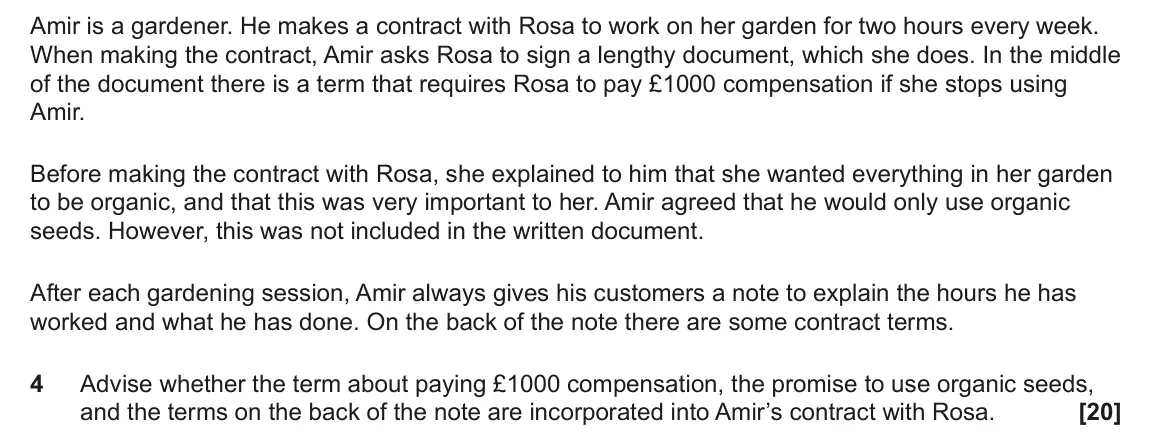 Amir is a gardener. He makes a contract with Rosa to work on her garden for two hours every week.
When making the contract, Amir asks Rosa to sign a lengthy document, which she does. In the middle
of the document there is a term that requires Rosa to pay £1000 compensation if she stops using
Amir.
Before making the contract with Rosa, she explained to him that she wanted everything in her garden
to be organic, and that this was very important to her. Amir agreed that he would only use organic
seeds. However, this was not included in the written document.
After each gardening session, Amir always gives his customers a note to explain the hours he has
worked and what he has done. On the back of the note there are some contract terms.
4 Advise whether the term about paying £1000 compensation, the promise to use organic seeds,
and the terms on the back of the note are incorporated into Amir’s contract with Rosa. [20]